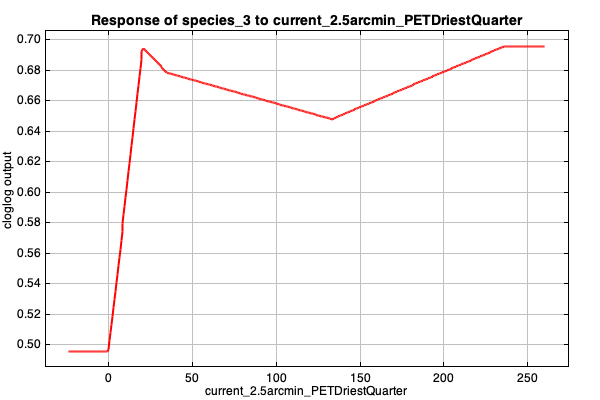 Response of species_3 to current_2.5arcmin_PETDriestQuarter
0.70
0.68
0.66
0.64
0.62
0.60
0.58
0.56
0.54
0.52
0.50
cloglog output
0 50 100 150 200 250
current_2.5arcmin_PETDriestQuarter